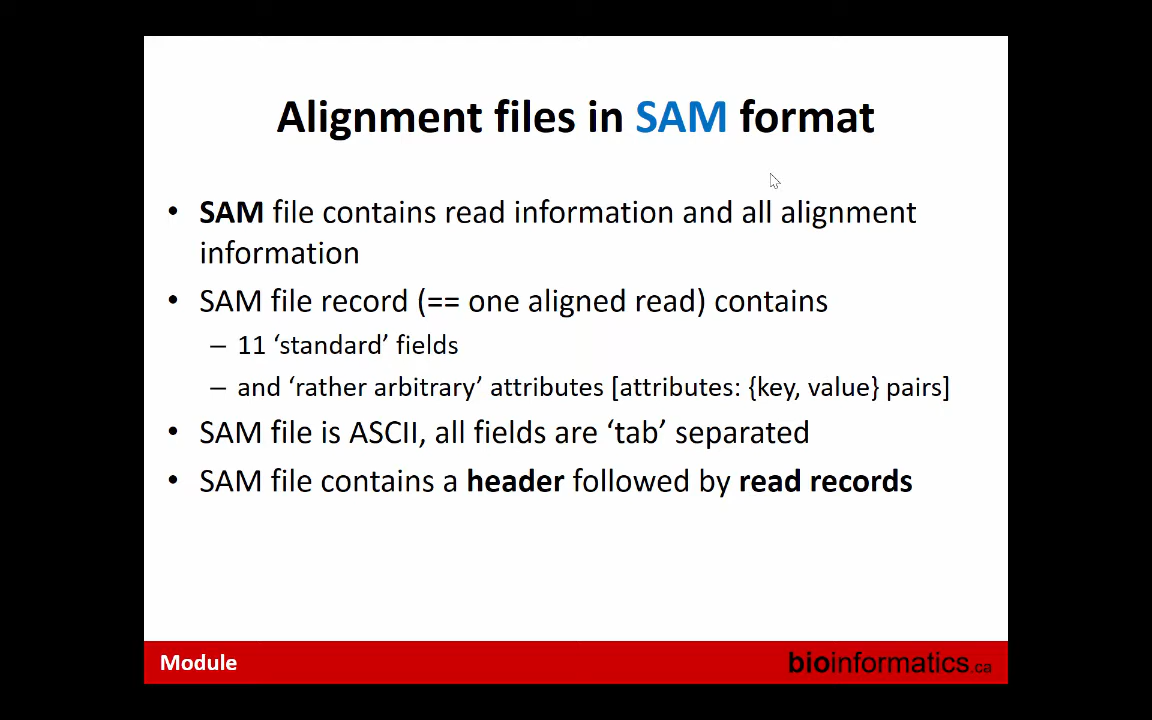 Alignment files in SAM format
• SAM file contains read information and all alignment
information
• SAM file record (== one aligned read) contains
– 11 ‘standard’ fields
– and ‘rather arbitrary’ attributes [attributes: {key, value} pairs]
• SAM file is ASCII, all fields are ‘tab’ separated
• SAM file contains a header followed by read records
Module
bioinformatics.ca